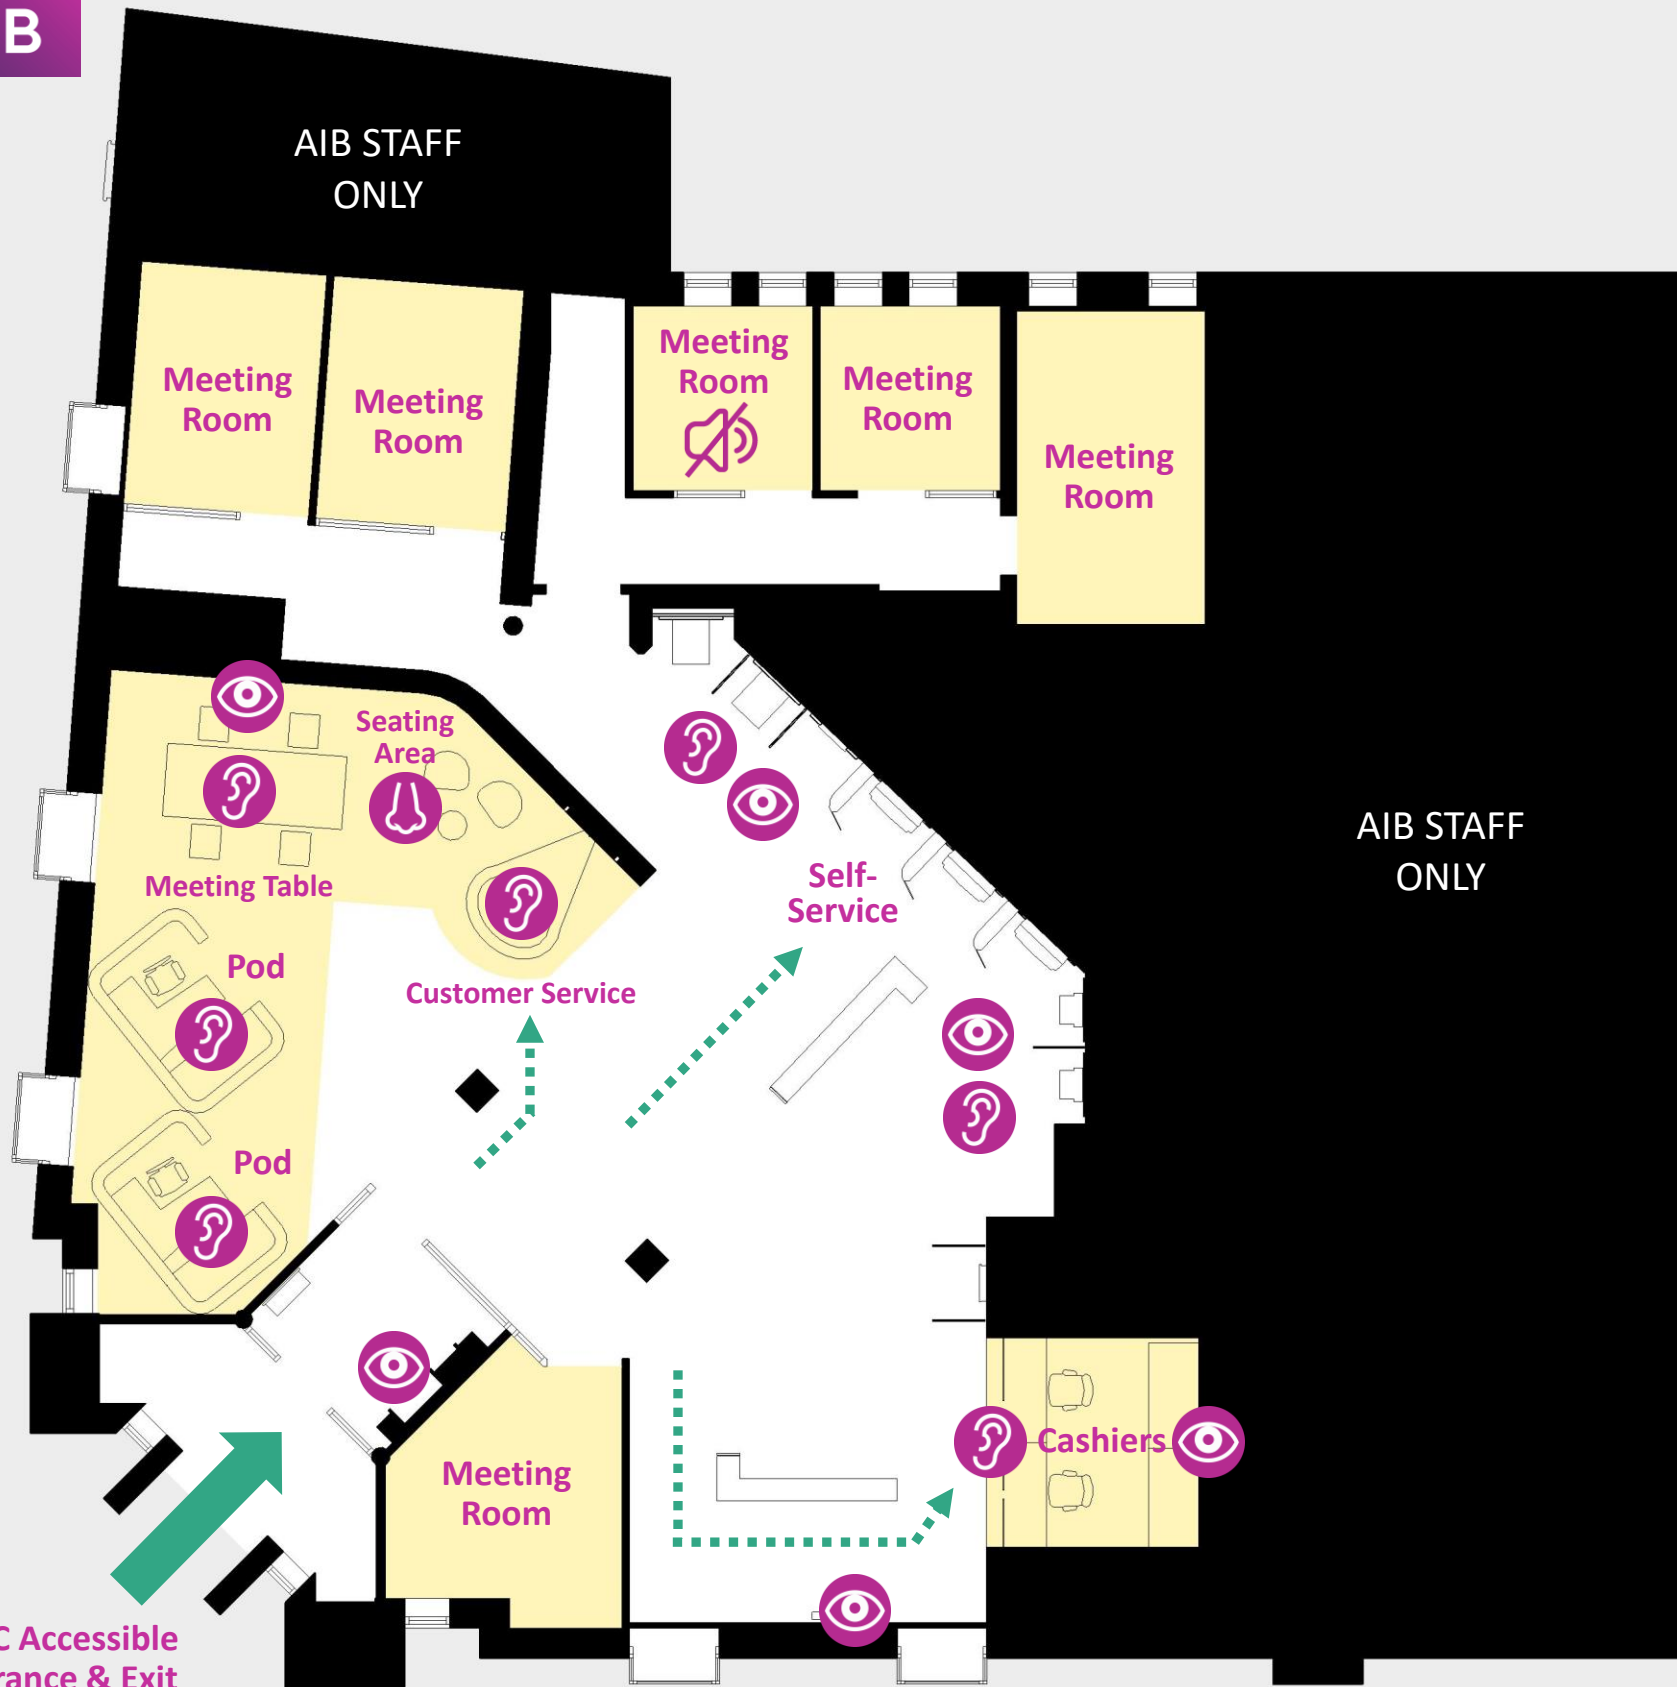 B
AIB STAFF
ONLY
Meeting
Room
Meeting
Room
Meeting
Room
Meeting
Room
Meeting
Room
Seating
Area
Meeting Table
Self-
Service
AIB STAFF
ONLY
Pod
Customer Service
Pod
Cashiers
Meeting
Room
C Accessible
rance & Exit